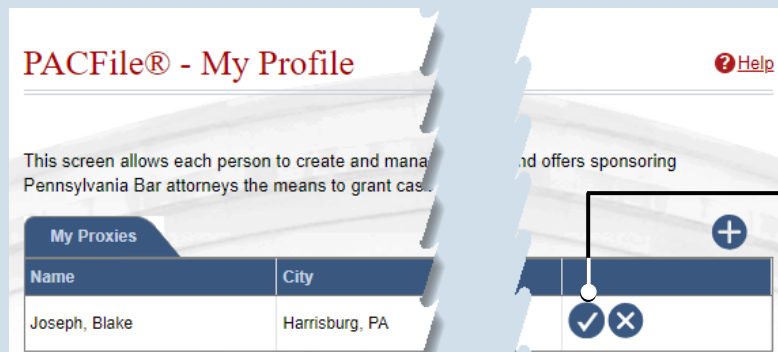 PACFile® - My Profile
Help
This screen allows each person to create and mana nd offers sponsoring
Pennsylvania Bar attorneys the means to grant cas
My Proxies
Name City
Joseph, Blake Harrisburg, PA